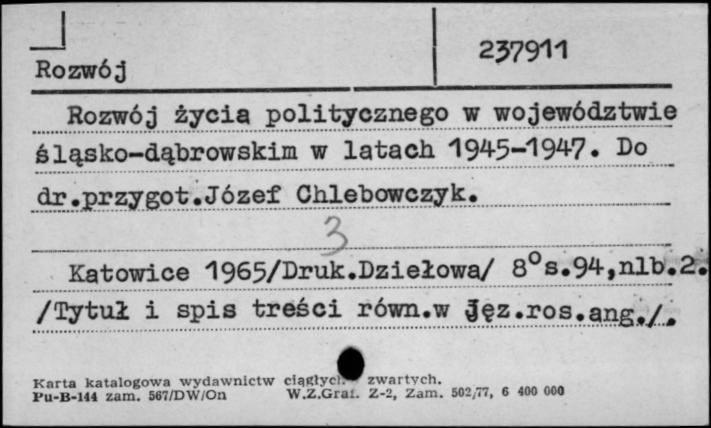 237911
Rozwój
Rozwój życia politycznego w województwie
śląsko-dąbrowskim w latach 1945-1947. Do
dr.przygot.Józef Chlebowczyk.
3
Katowice 1965/Druk.Dziełowa/ 8°s.94,nlb.2.
/Tytuł i spis treści równ.w jęz.ros.ang./.
Karta katalogowa wydawnictw ciągłych zwartych.
Pu-B-144 zam. 567/DW/On W.Z.Graf. Z-2, Zam. 502/77, 6 400 000